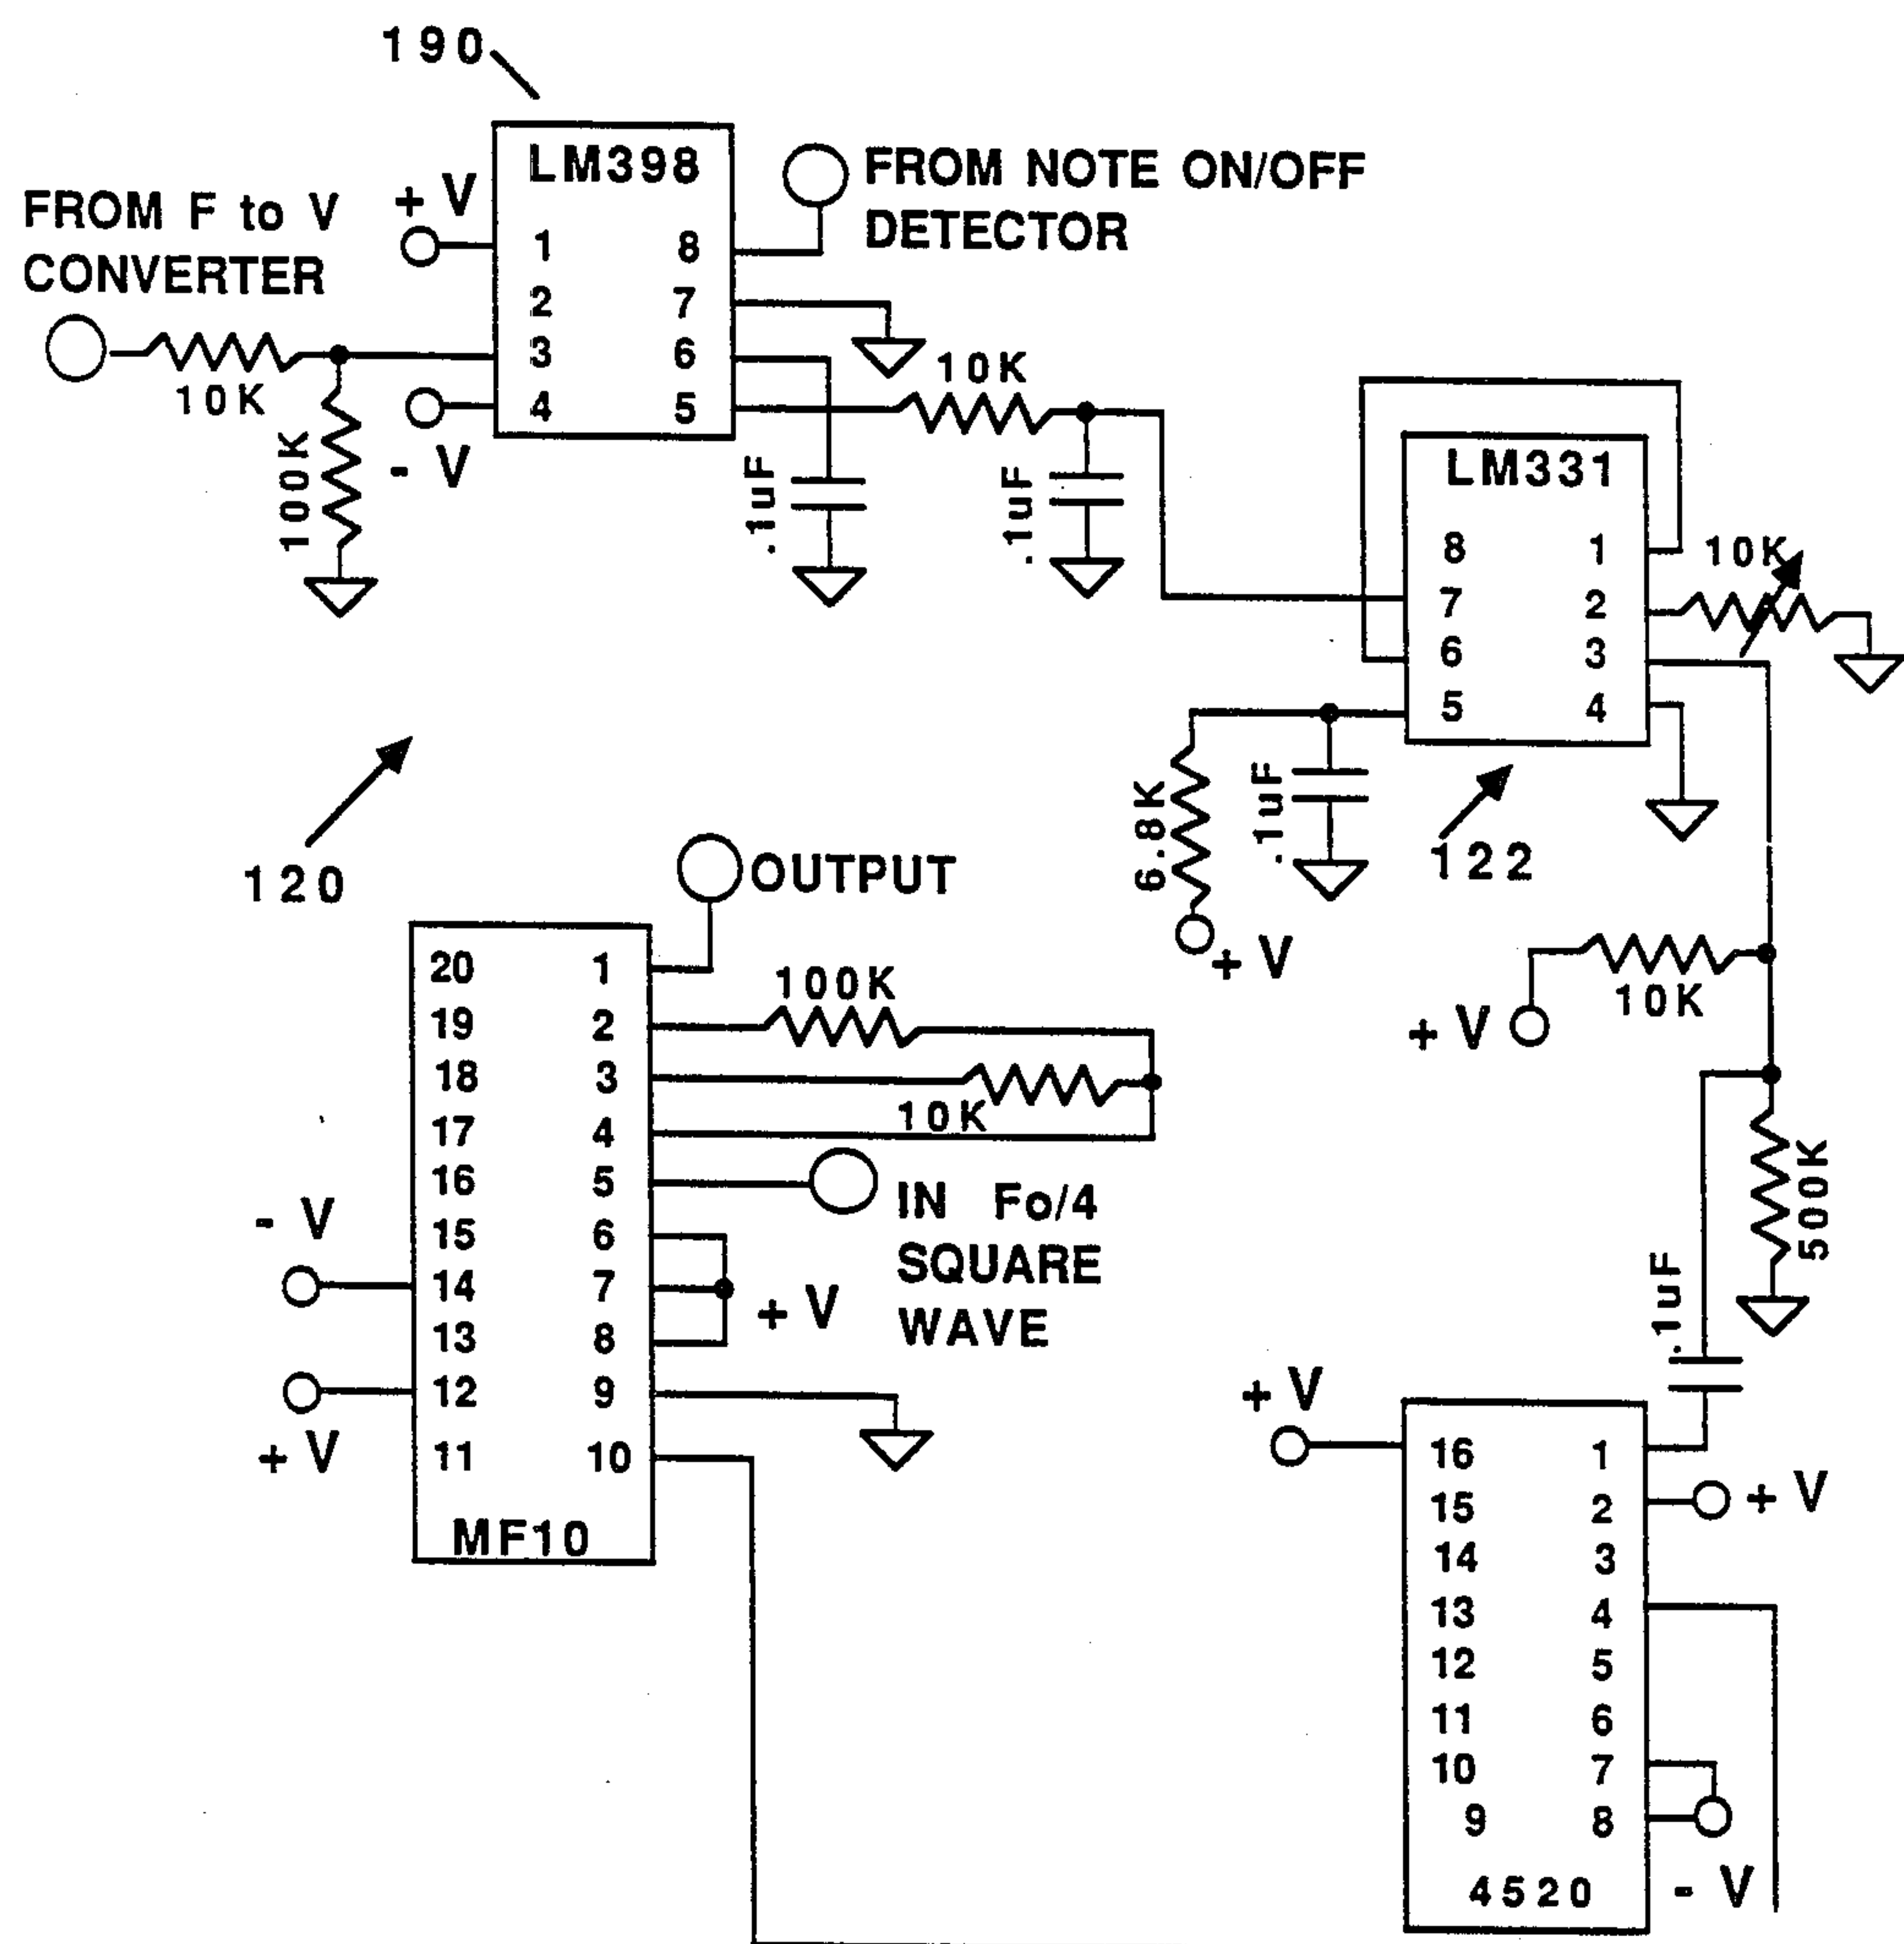 190
LM398
FROM NOTE ON/OFF
DETECTOR
FROM F to V
CONVERTER
+ V
1
2
3
4
8
7
6
5
10K
100K
- V
10K
.1uF
.1uF
LM331
8
7
6
5
1
2
3
4
10K
6.8K
.1uF
+ V
122
120
10K
+ V
500K
.1uF
OUTPUT
20
19
18
17
16
15
14
13
12
11
1
2
3
4
5
6
7
8
9
10
MF10
100K
10K
IN Fo/4
SQUARE
WAVE
- V
+ V
+ V
+ V
16
15
14
13
12
11
10
9
1
2
3
4
5
6
7
8
4520
+ V
- V